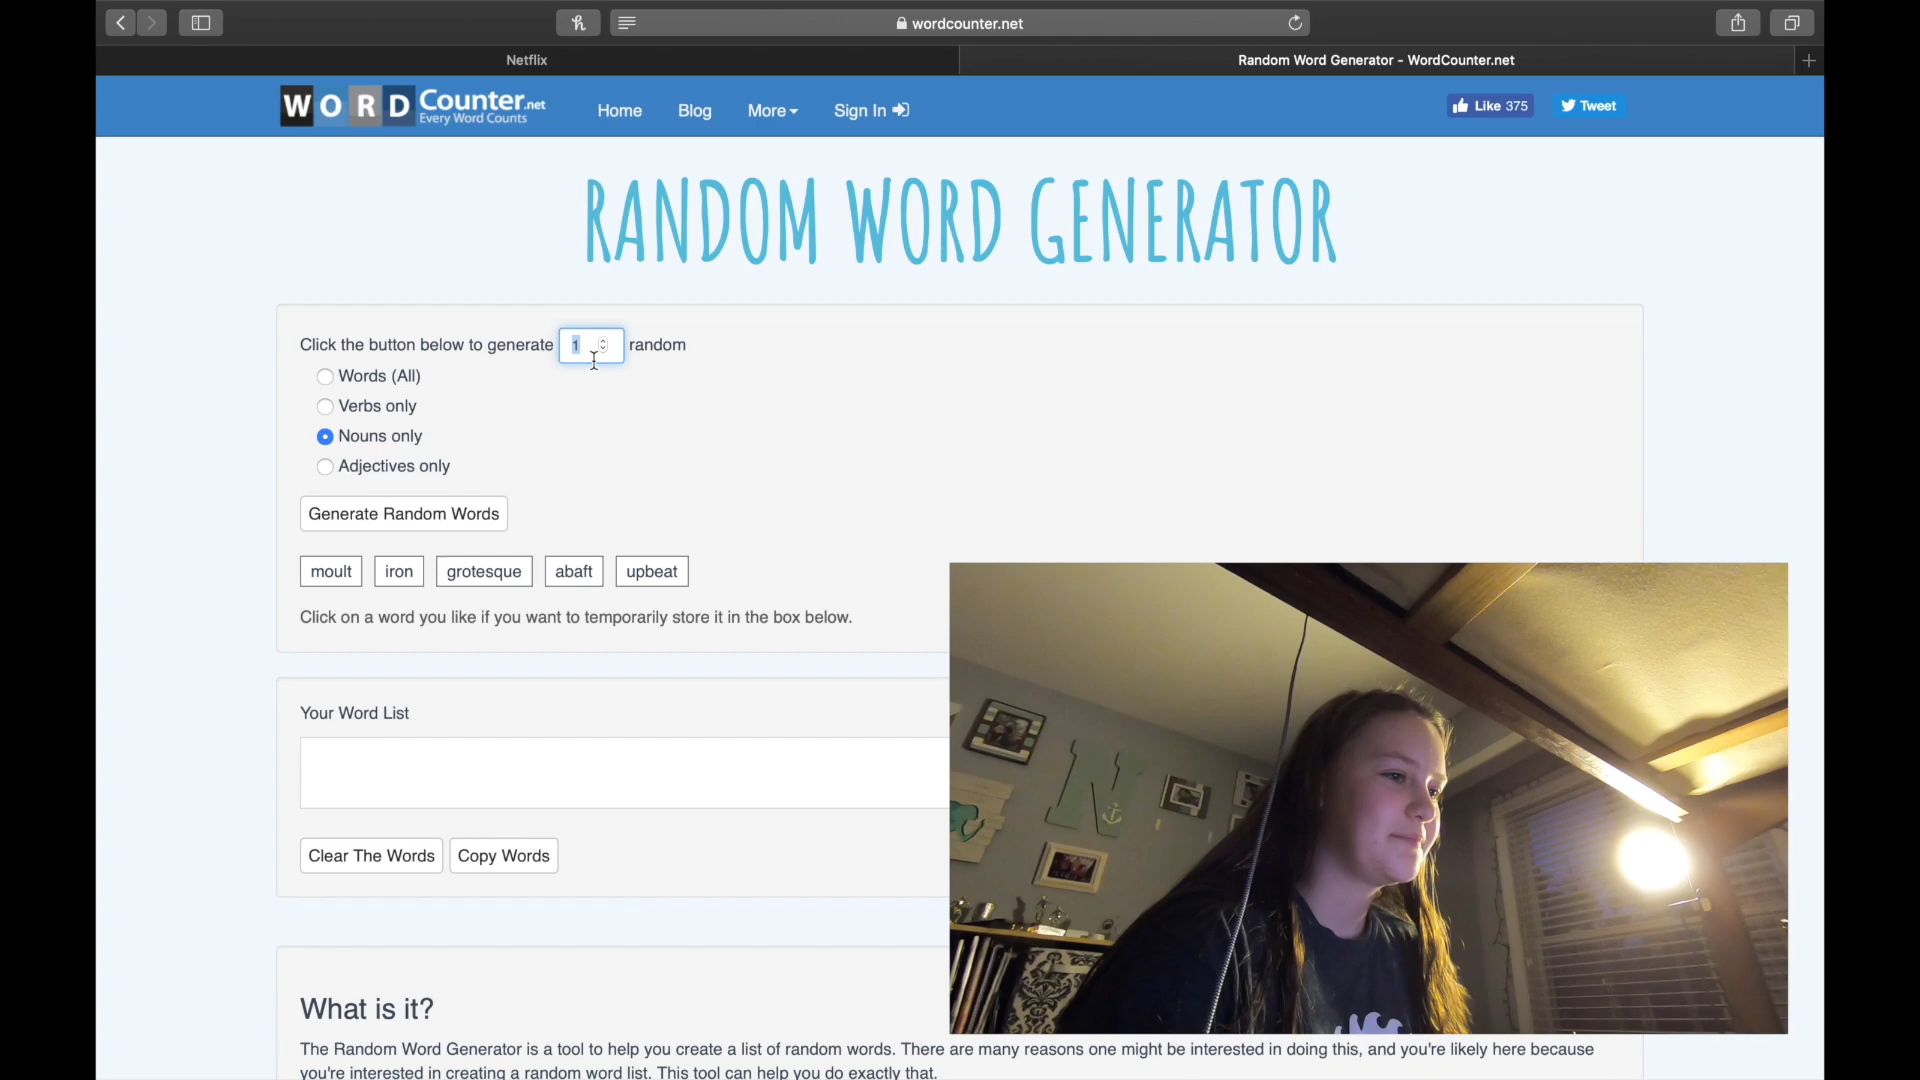 wordcounter.net
Netflix
Random Word Generator - WordCounter.net
WORD Counter.net
Every Word Counts
Home
Blog
More
Sign In
Like 375
Tweet
RANDOM WORD GENERATOR
Click the button below to generate 1 random
Words (All)
Verbs only
Nouns only
Adjectives only
Generate Random Words
moult
iron
grotesque
abaft
upbeat
Click on a word you like if you want to temporarily store it in the box below.
Your Word List
Clear The Words
Copy Words
N
What is it?
The Random Word Generator is a tool to help you create a list of random words. There are many reasons one might be interested in doing this, and you're likely here because
you're interested in creating a random word list. This tool can help you do exactly that.